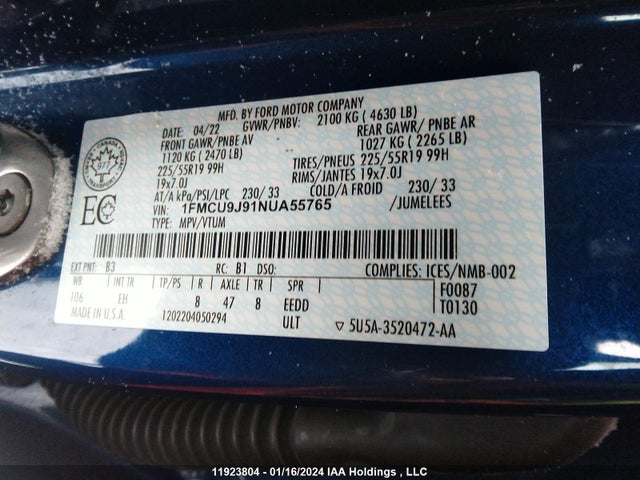 MFD. BY FORD MOTOR COMPANY
04/22 GVWR/PNBV: 2100 KG ( 4630 LB)
FRONT GAWR/PNBE AV REAR GAWR/ PNBE AR
1120 KG ( 2470 LB) 1027 KG ( 2265 LB)
225/55R19 99H TIRES/PNEUS 225/55R19 99H
19x7.0J RIMS/JANTES 19x7.0J
AT/A kPa/PSI/LPC 230/ 33 COLD/A FROID 230/ 33
VIN: 1FMCU9J91NUA55765 /JUMELEES
TYPE: MPV/VTUM
CANADA
TRANSPORT
EC
EXT PNT: B3 RC: B1 DSO: COMPLIES: ICES/NMB-002
WB INT TR TP/PS R AXLE TR SPR F0087
106 EH 8 47 8 EEDD T0130
MADE IN U.S.A. 120220405​0294 ULT 5U5A-3520472-AA
11923804 - 01/16/2024 IAA Holdings , LLC